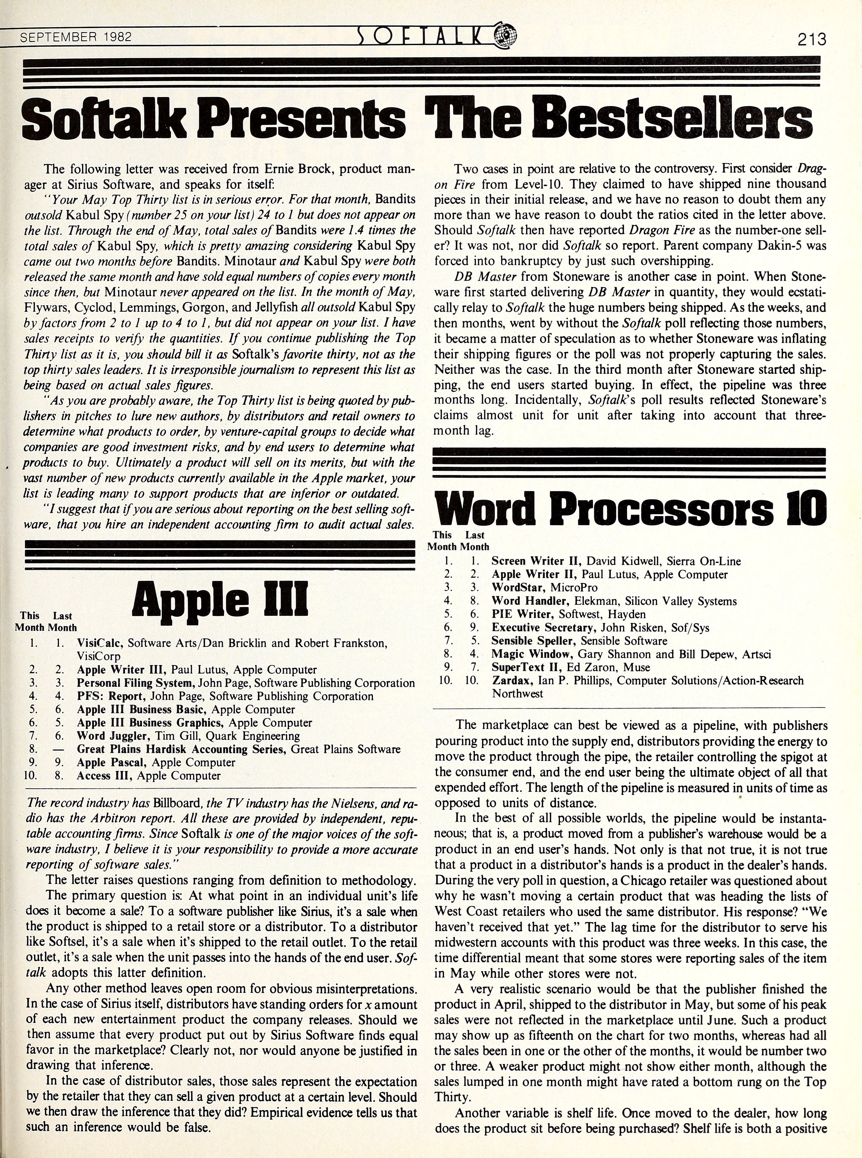 SEPTEMBER 1982
SOFTALK
213
Softalk Presents The Bestsellers
The following letter was received from Ernie Brock, product man-
ager at Sirius Software, and speaks for itself:
"Your May Top Thirty list is in serious error. For that month, Bandits
outsold Kabul Spy (number 25 on your list) 24 to 1 but does not appear on
the list. Through the end of May, total sales of Bandits were 1.4 times the
total sales of Kabul Spy, which is pretty amazing considering Kabul Spy
came out two months before Bandits. Minotaur and Kabul Spy were both
released the same month and have sold equal numbers of copies every month
since then, but Minotaur never appeared on the list. In the month of May,
Flywars, Cyclod, Lemmings, Gorgon, and Jellyfish all outsold Kabul Spy
by factors from 2 to 1 up to 4 to 1, but did not appear on your list. I have
sales receipts to verify the quantities. If you continue publishing the Top
Thirty list as it is, you should bill it as Softalk's favorite thirty, not as the
top thirty sales leaders. It is irresponsible journalism to represent this list as
being based on actual sales figures.
"As you are probably aware, the Top Thirty list is being quoted by pub-
lishers in pitches to lure new authors, by distributors and retail owners to
determine what products to order, by venture-capital groups to decide what
companies are good investment risks, and by end users to determine what
products to buy. Ultimately a product will sell on its merits, but with the
vast number of new products currently available in the Apple market, your
list is leading many to support products that are inferior or outdated.
"I suggest that if you are serious about reporting on the best selling soft-
ware, that you hire an independent accounting firm to audit actual sales.
Apple III
This Last
Month Month
1. 1. VisiCalc, Software Arts/Dan Bricklin and Robert Frankston,
VisiCorp
2. 2. Apple Writer III, Paul Lutus, Apple Computer
3. 3. Personal Filing System, John Page, Software Publishing Corporation
4. 4. PFS: Report, John Page, Software Publishing Corporation
5. 6. Apple III Business Basic, Apple Computer
6. 5. Apple III Business Graphics, Apple Computer
7. 6. Word Juggler, Tim Gill, Quark Engineering
8. — Great Plains Hardisk Accounting Series, Great Plains Software
9. 9. Apple Pascal, Apple Computer
10. 8. Access III, Apple Computer
The record industry has Billboard, the TV industry has the Nielsens, and ra-
dio has the Arbitron report. All these are provided by independent, repu-
table accounting firms. Since Softalk is one of the major voices of the soft-
ware industry, I believe it is your responsibility to provide a more accurate
reporting of software sales."
The letter raises questions ranging from definition to methodology.
The primary question is: At what point in an individual unit's life
does it become a sale? To a software publisher like Sirius, it's a sale when
the product is shipped to a retail store or a distributor. To a distributor
like Softsel, it's a sale when it's shipped to the retail outlet. To the retail
outlet, it's a sale when the unit passes into the hands of the end user. Sof-
talk adopts this latter definition.
Any other method leaves open room for obvious misinterpretations.
In the case of Sirius itself, distributors have standing orders for x amount
of each new entertainment product the company releases. Should we
then assume that every product put out by Sirius Software finds equal
favor in the marketplace? Clearly not, nor would anyone be justified in
drawing that inference.
In the case of distributor sales, those sales represent the expectation
by the retailer that they can sell a given product at a certain level. Should
we then draw the inference that they did? Empirical evidence tells us that
such an inference would be false.
Two cases in point are relative to the controversy. First consider Drag-
on Fire from Level-10. They claimed to have shipped nine thousand
pieces in their initial release, and we have no reason to doubt them any
more than we have reason to doubt the ratios cited in the letter above.
Should Softalk then have reported Dragon Fire as the number-one sell-
er? It was not, nor did Softalk so report. Parent company Dakin-5 was
forced into bankruptcy by just such overshipping.
DB Master from Stoneware is another case in point. When Stone-
ware first started delivering DB Master in quantity, they would ecstati-
cally relay to Softalk the huge numbers being shipped. As the weeks, and
then months, went by without the Softalk poll reflecting those numbers,
it became a matter of speculation as to whether Stoneware was inflating
their shipping figures or the poll was not properly capturing the sales.
Neither was the case. In the third month after Stoneware started ship-
ping, the end users started buying. In effect, the pipeline was three
months long. Incidentally, Softalk's poll results reflected Stoneware's
claims almost unit for unit after taking into account that three-
month lag.
Word Processors 10
This Last
Month Month
1. 1. Screen Writer II, David Kidwell, Sierra On-Line
2. 2. Apple Writer II, Paul Lutus, Apple Computer
3. 3. WordStar, MicroPro
4. 8. Word Handler, Elekman, Silicon Valley Systems
5. 6. PIE Writer, Softwest, Hayden
6. 9. Executive Secretary, John Risken, Sof/Sys
7. 5. Sensible Speller, Sensible Software
8. 4. Magic Window, Gary Shannon and Bill Depew, Artsci
9. 7. SuperText II, Ed Zaron, Muse
10. 10. Zardax, Ian P. Phillips, Computer Solutions/Action-Research
Northwest
The marketplace can best be viewed as a pipeline, with publishers
pouring product into the supply end, distributors providing the energy to
move the product through the pipe, the retailer controlling the spigot at
the consumer end, and the end user being the ultimate object of all that
expended effort. The length of the pipeline is measured in units of time as
opposed to units of distance.
In the best of all possible worlds, the pipeline would be instanta-
neous; that is, a product moved from a publisher's warehouse would be a
product in an end user's hands. Not only is that not true, it is not true
that a product in a distributor's hands is a product in the dealer's hands.
During the very poll in question, a Chicago retailer was questioned about
why he wasn't moving a certain product that was heading the lists of
West Coast retailers who used the same distributor. His response? "We
haven't received that yet." The lag time for the distributor to serve his
midwestern accounts with this product was three weeks. In this case, the
time differential meant that some stores were reporting sales of the item
in May while other stores were not.
A very realistic scenario would be that the publisher finished the
product in April, shipped to the distributor in May, but some of his peak
sales were not reflected in the marketplace until June. Such a product
may show up as fifteenth on the chart for two months, whereas had all
the sales been in one or the other of the months, it would be number two
or three. A weaker product might not show either month, although the
sales lumped in one month might have rated a bottom rung on the Top
Thirty.
Another variable is shelf life. Once moved to the dealer, how long
does the product sit before being purchased? Shelf life is both a positive